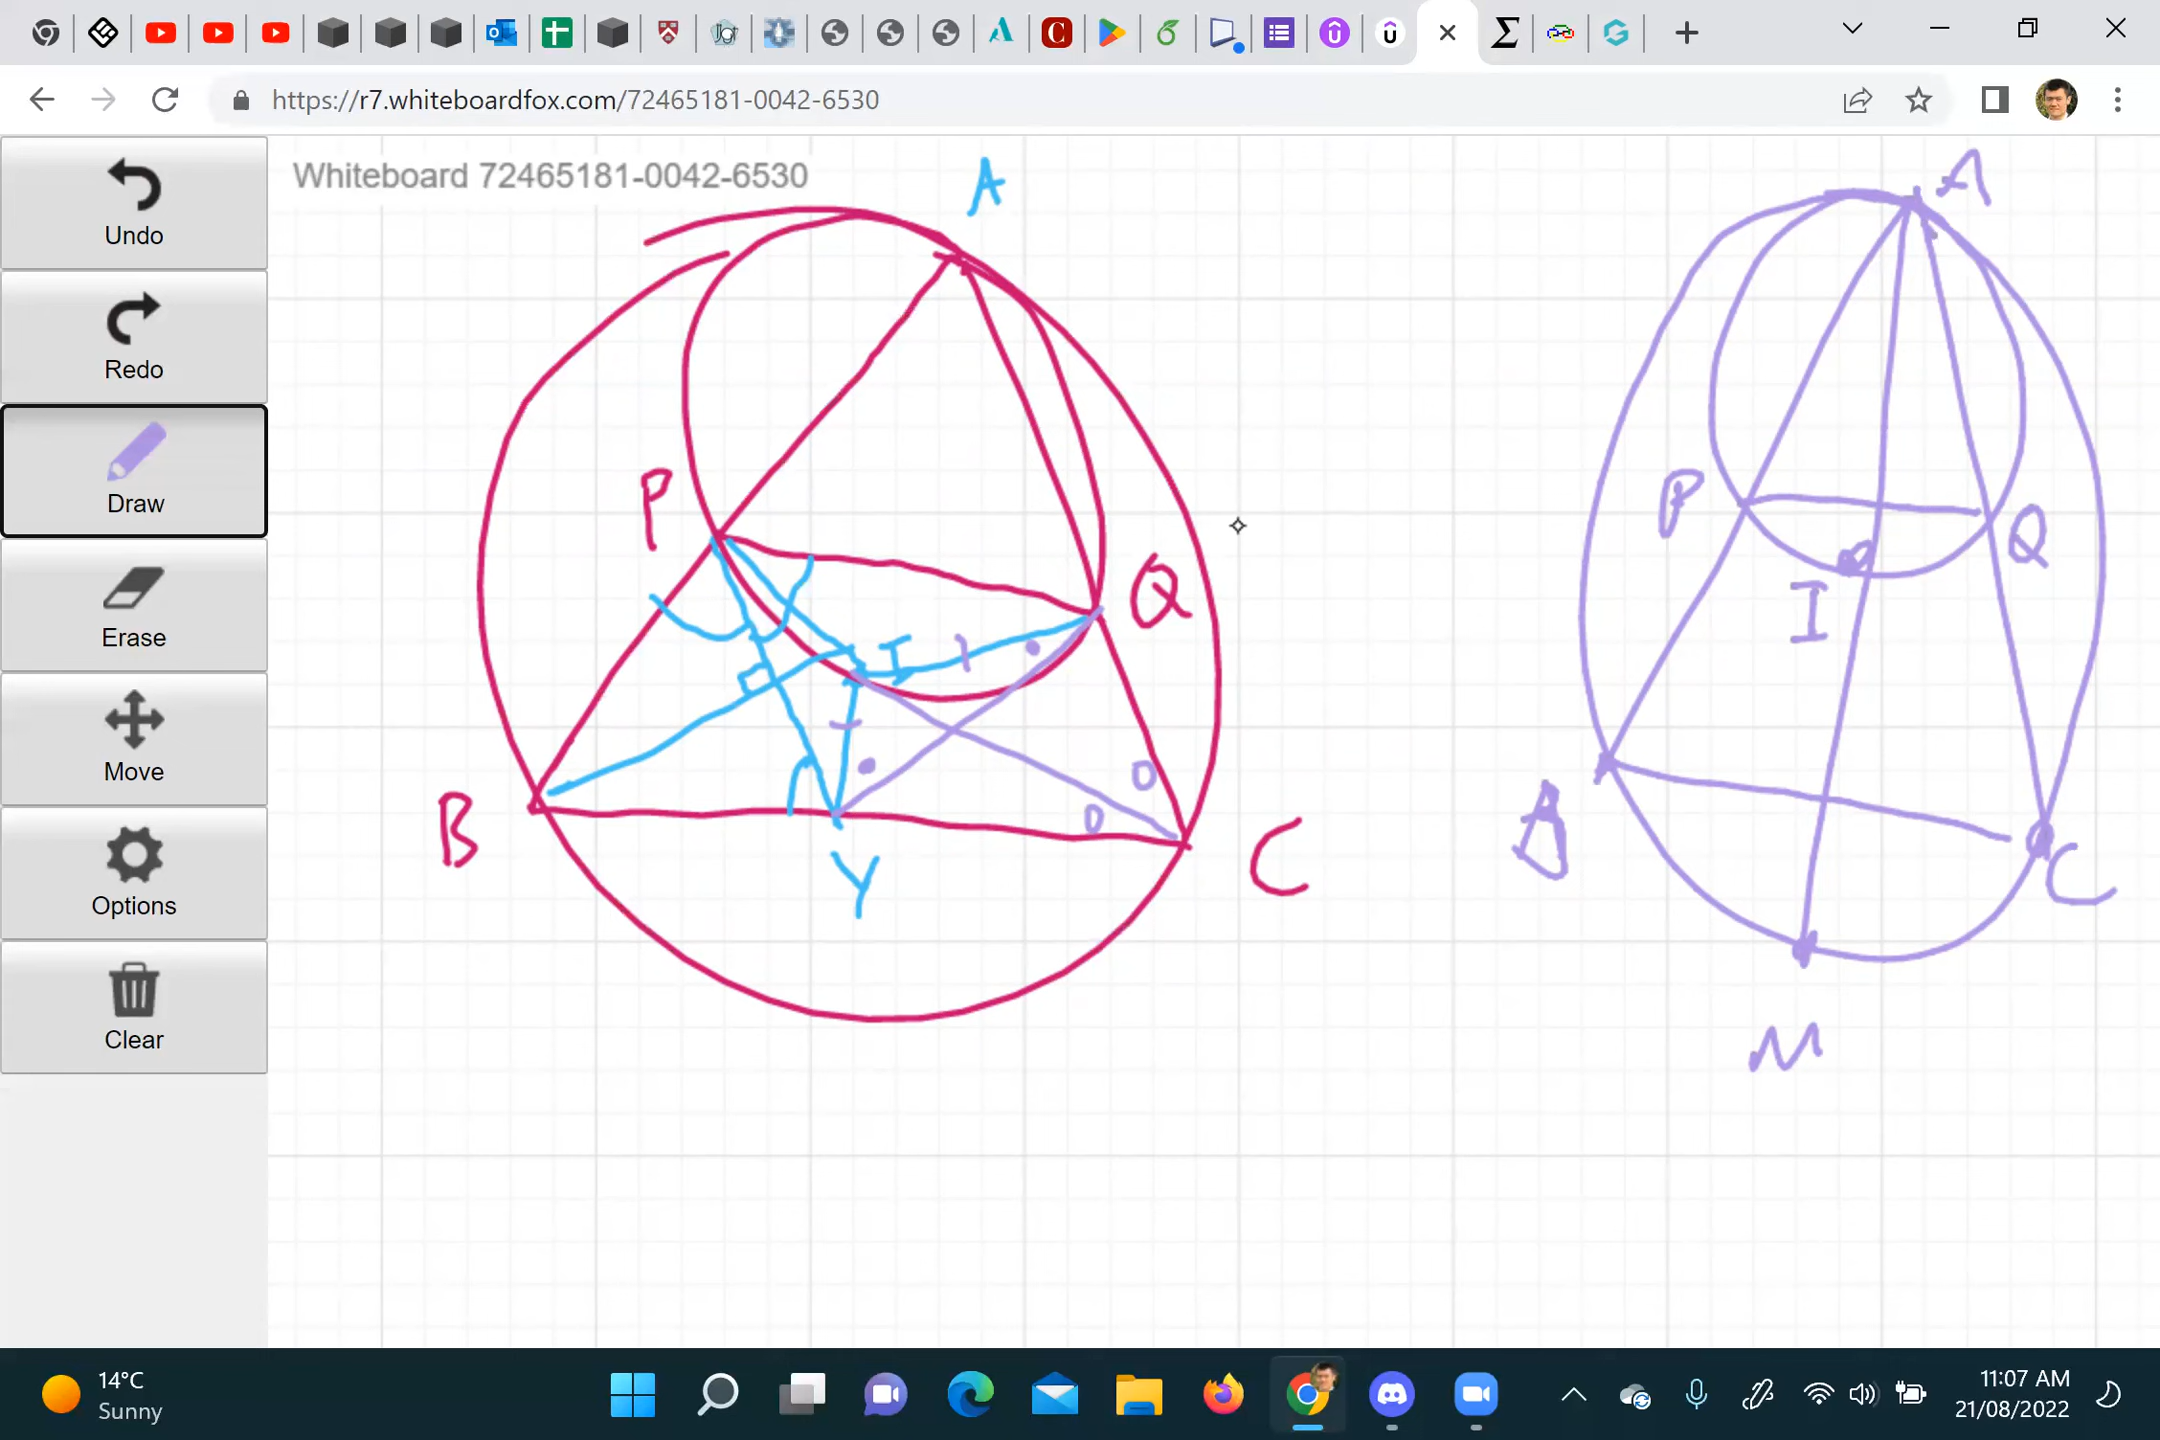 https://r7.whiteboardfox.com/72465181-0042-6530
Undo
Redo
Draw
Erase
Move
Options
Clear
Whiteboard 72465181-0042-6530
A
P
Q
I
B
C
Y
A
P
Q
I
B
C
M
14°C
Sunny
11:07 AM
21/08/2022